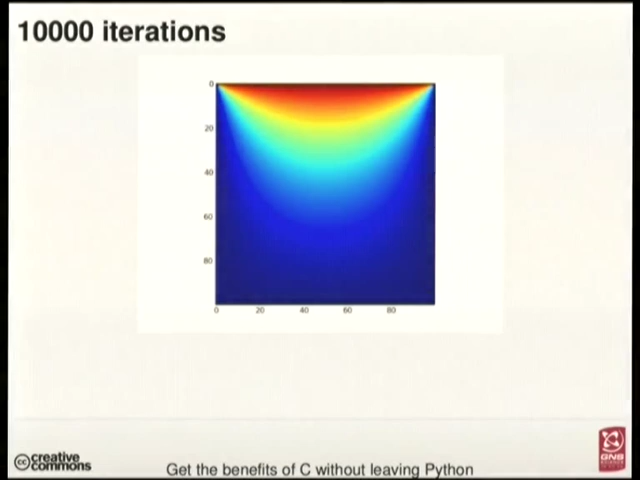 10000 iterations
0
20
40
60
80
0 20 40 60 80
creative
commons
GNS
Get the benefits of C without leaving Python